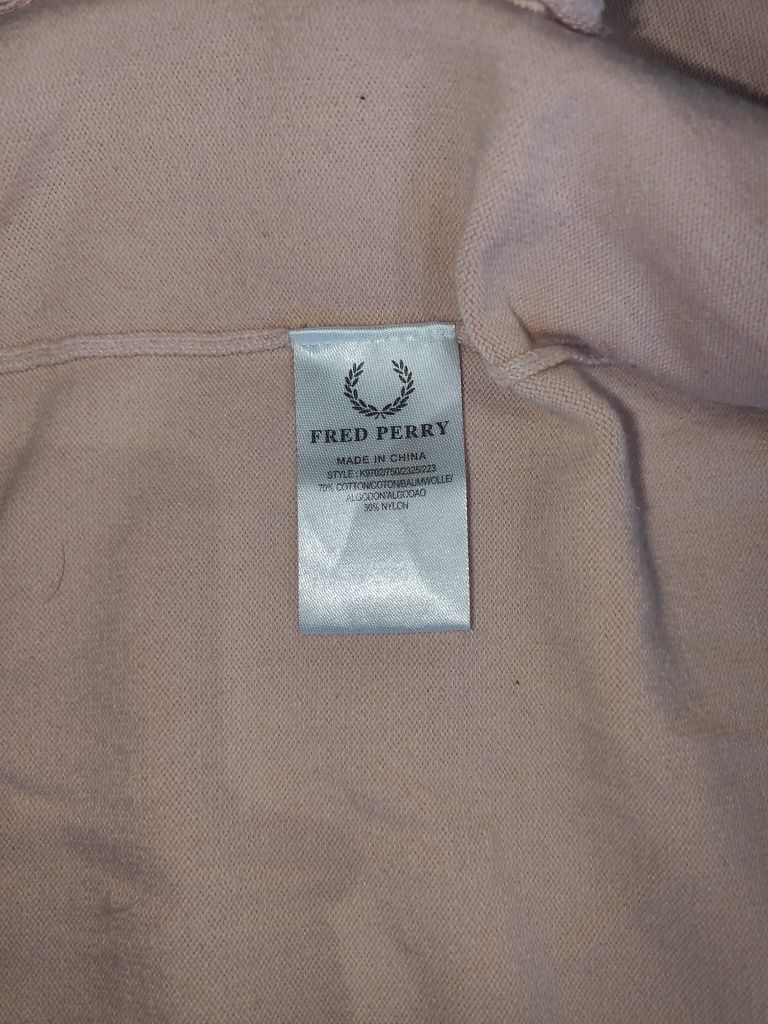 FRED PERRY
MADE IN CHINA
STYLE : K9702/750/2325/223
70% COTTON/COTON/BAUMWOLLE/
ALGODON/ALGODAO
30% NYLON